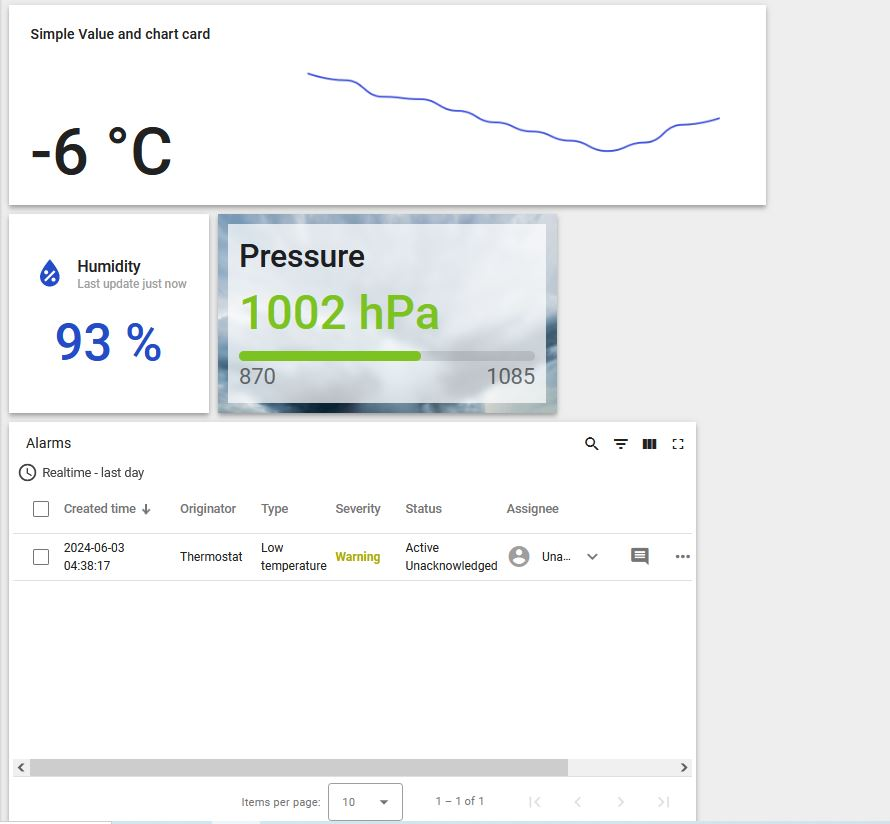 Simple Value and chart card
-6 °C
Humidity
Last update just now
93 %
Pressure
1002 hPa
870 1085
Alarms
Realtime - last day
Created time Originator Type Severity Status Assignee
2024-06-03
04:38:17
Thermostat
Low
temperature
Warning
Active
Unacknowledged
Una...
Items per page: 10 1 – 1 of 1